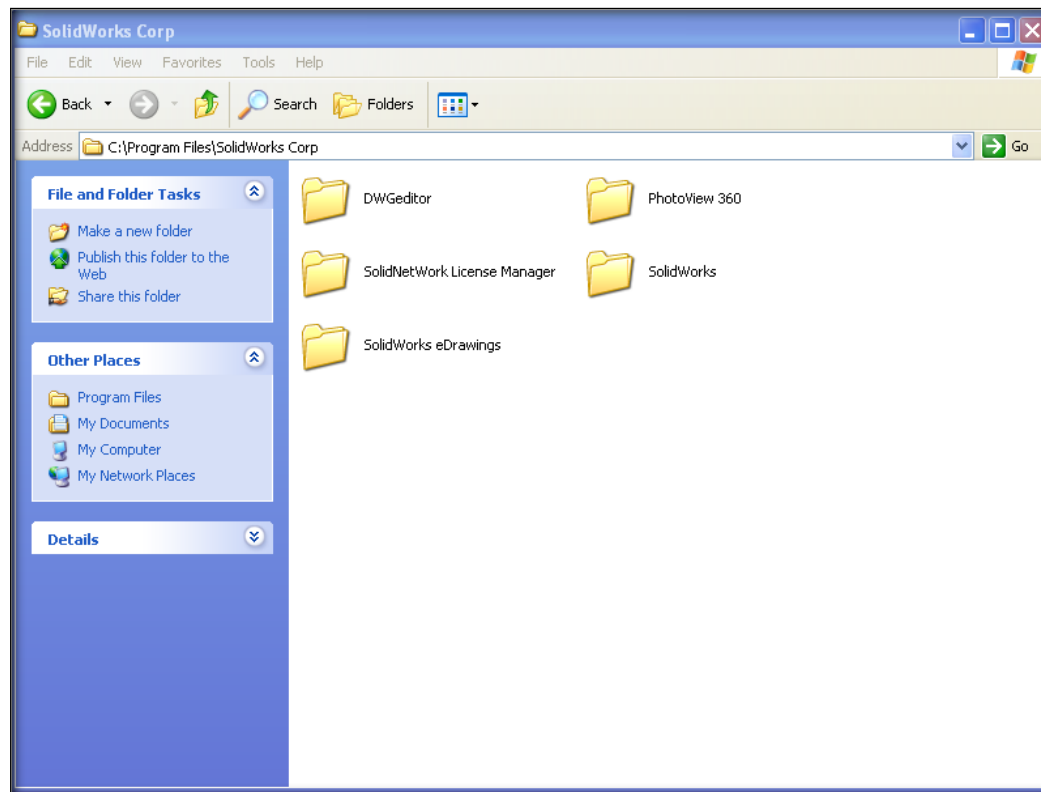 SolidWorks Corp
File Edit View Favorites Tools Help
Back Search Folders
Address C:\Program Files\SolidWorks Corp Go
File and Folder Tasks
Make a new folder
Publish this folder to the
Web
Share this folder
Other Places
Program Files
My Documents
My Computer
My Network Places
Details
DWGeditor PhotoView 360
SolidNetWork License Manager SolidWorks
SolidWorks eDrawings